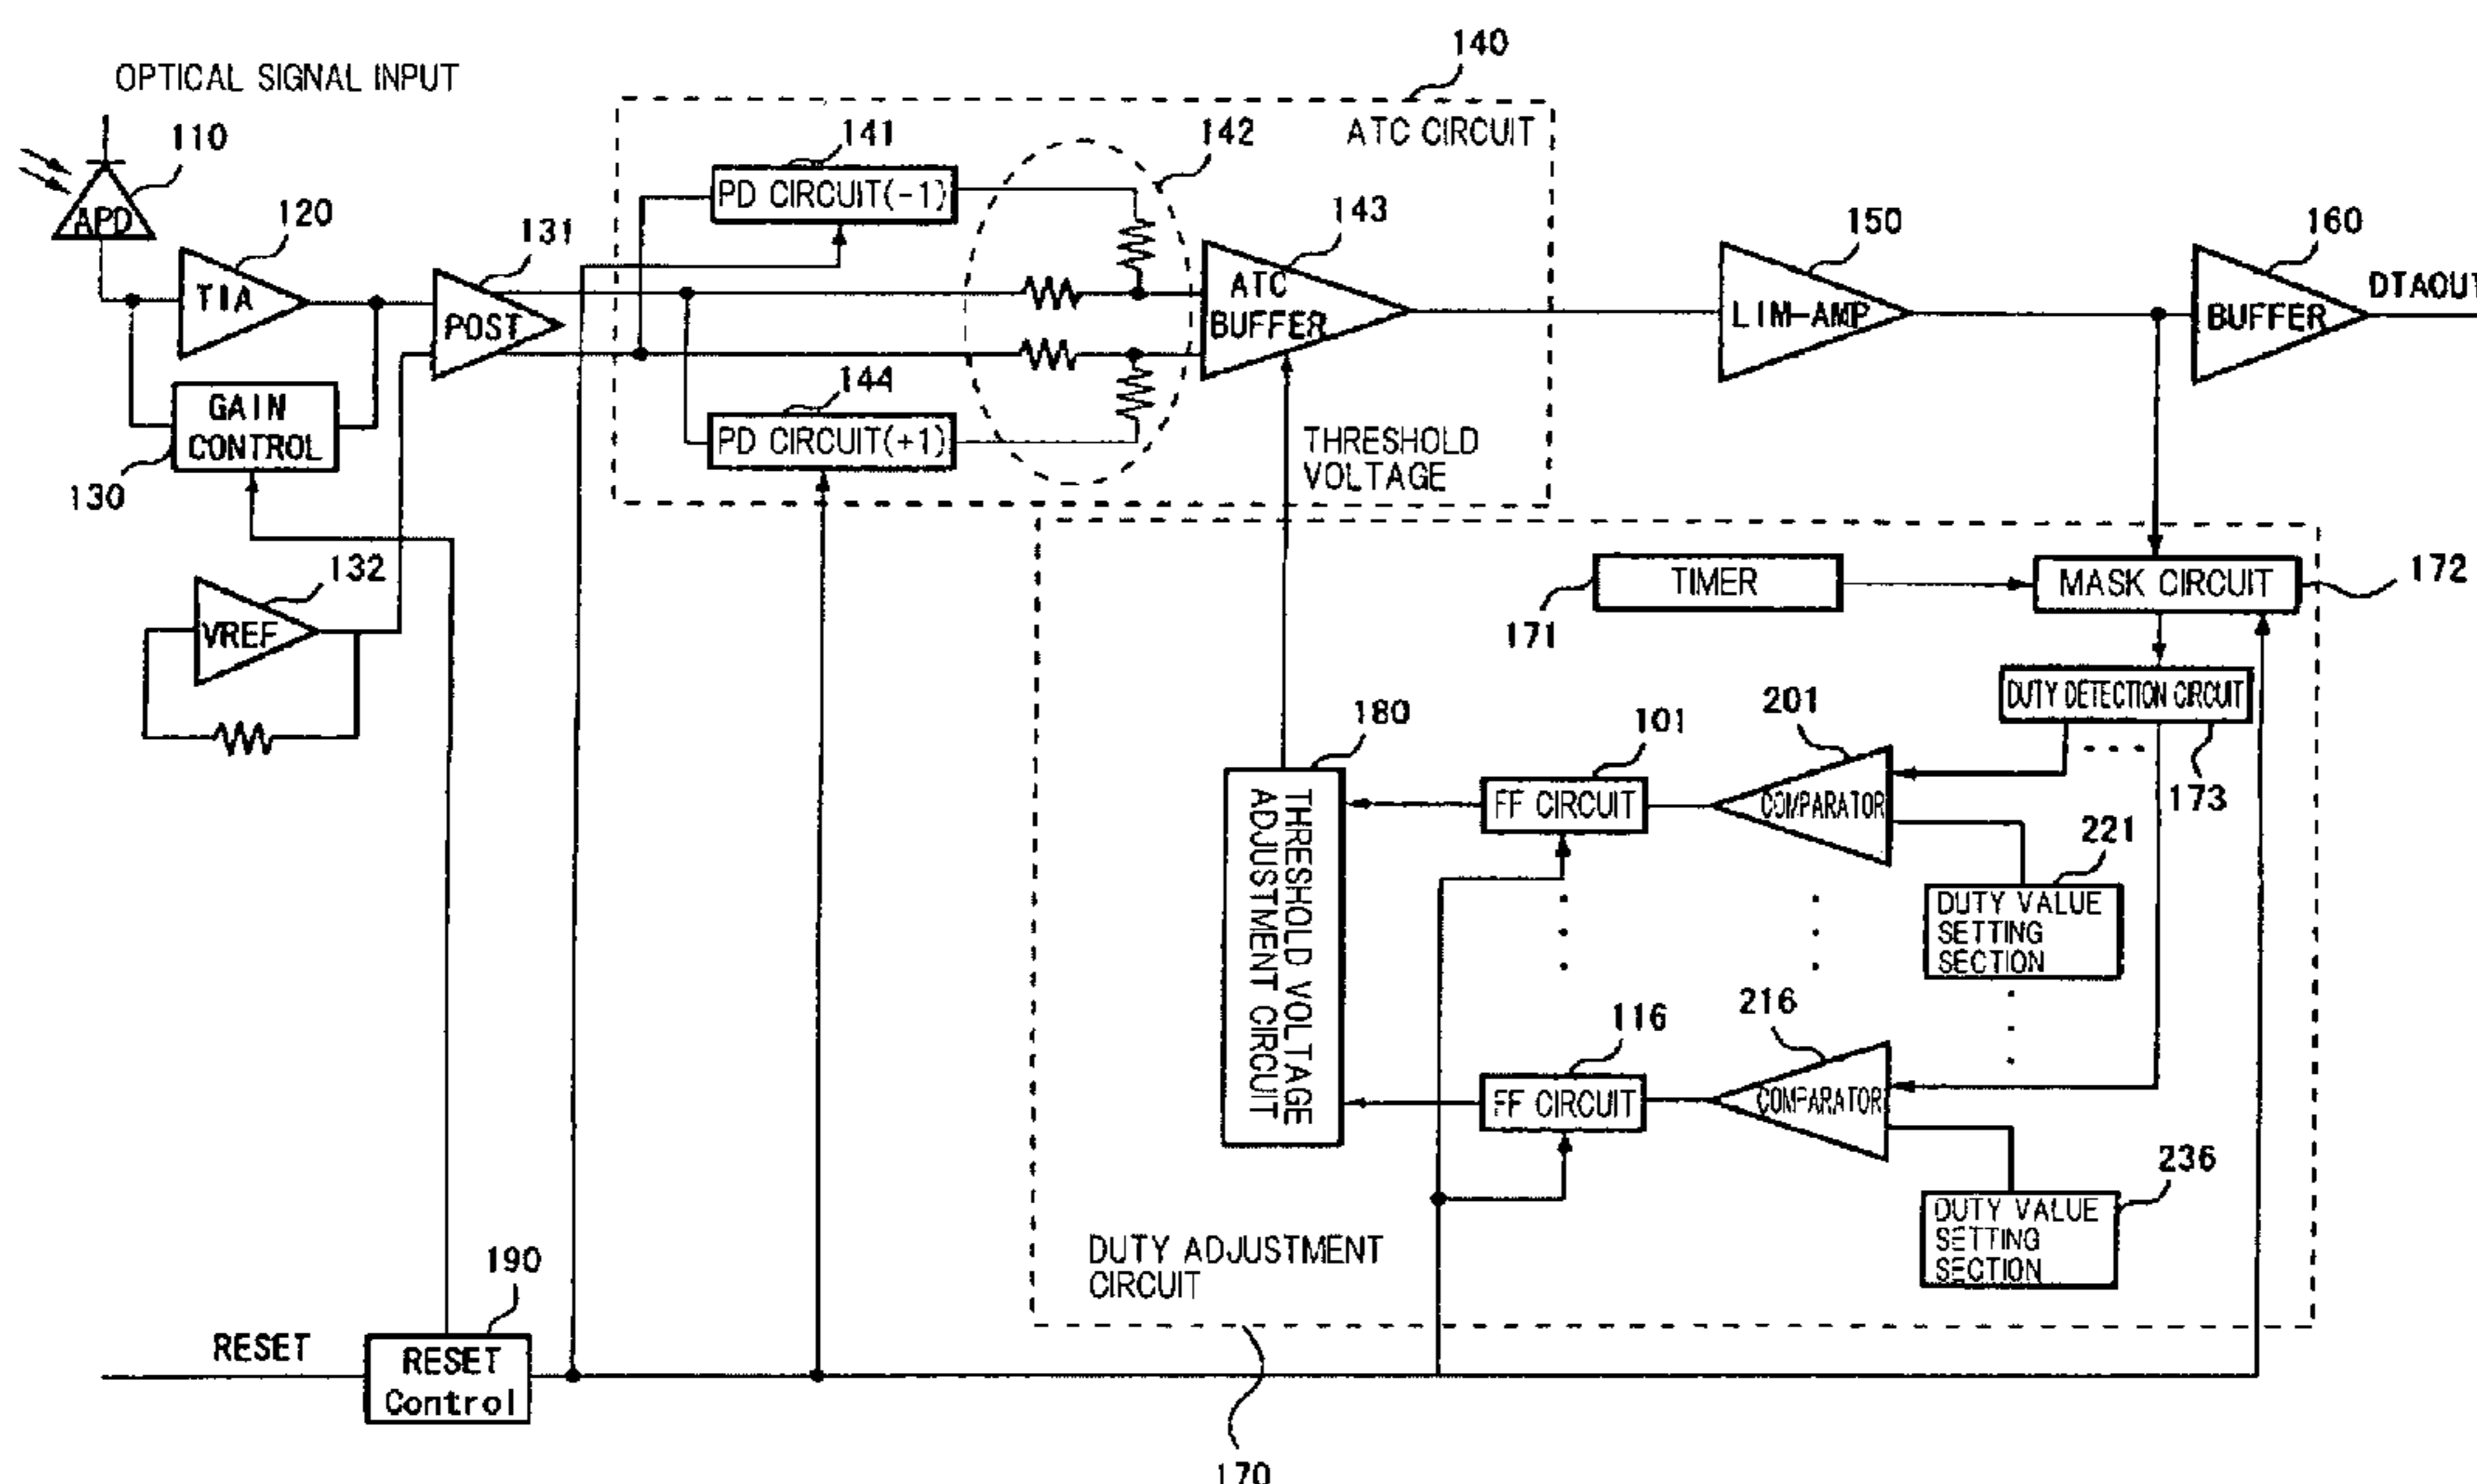 OPTICAL SIGNAL INPUT
140
ATC CIRCUIT
110
141
142
120
131
143
150
160
APD
PD CIRCUIT(-1)
TIA
POST
ATC
BUFFER
LIM-AMP
BUFFER
DTAOUT
144
GAIN
CONTROL
PD CIRCUIT(+1)
THRESHOLD
VOLTAGE
130
132
VREF
TIMER
MASK CIRCUIT
172
171
DUTY DETECTION CIRCUIT
173
180
101
201
THRESHOLD VOLTAGE
ADJUSTMENT CIRCUIT
FF CIRCUIT
COMPARATOR
221
DUTY VALUE
SETTING
SECTION
116
216
FF CIRCUIT
COMPARATOR
236
DUTY VALUE
SETTING
SECTION
DUTY ADJUSTMENT
CIRCUIT
190
RESET
RESET
Control
170